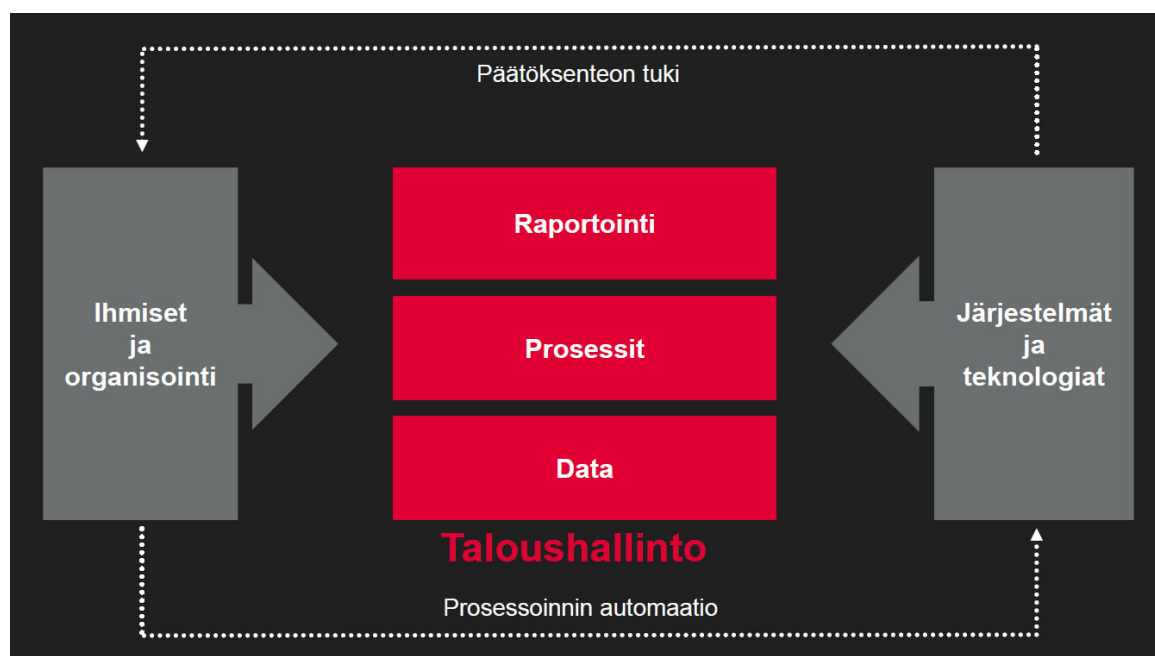 Päätöksenteon tuki
Ihmiset
ja
organisointi
Raportointi
Prosessit
Data
Järjestelmät
ja
teknologiat
Taloushallinto
Prosessoinnin automaatio